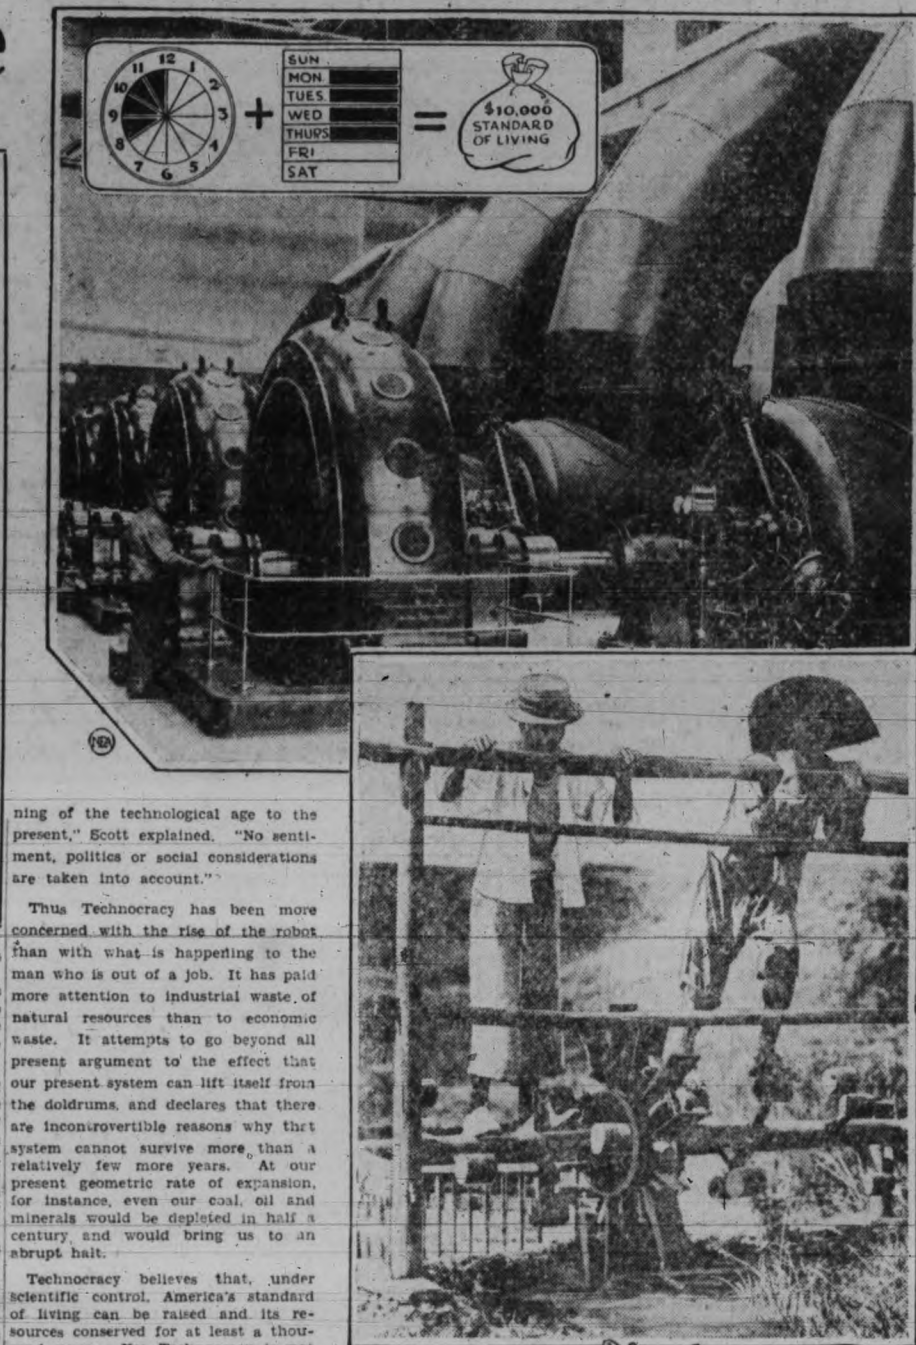 12
1
2
3
4
5
6
7
8
9
10
11
+
SUN
MON.
TUES.
WED
THURS
FRI
SAT
=
$10,000
STANDARD
OF LIVING
NEA
ning of the technological age to the
present," Scott explained. "No senti-
ment, politics or social considerations
are taken into account."
Thus Technocracy has been more
concerned with the rise of the robot
than with what is happening to the
man who is out of a job. It has paid
more attention to industrial waste of
natural resources than to economic
waste. It attempts to go beyond all
present argument to the effect that
our present system can lift itself from
the doldrums, and declares that there
are incontrovertible reasons why that
system cannot survive more than a
relatively few more years. At our
present geometric rate of expansion,
for instance, even our coal, oil and
minerals would be depleted in half a
century and would bring us to an
abrupt halt.
Technocracy believes that, under
scientific control, America's standard
of living can be raised and its re-
sources conserved for at least a thou-